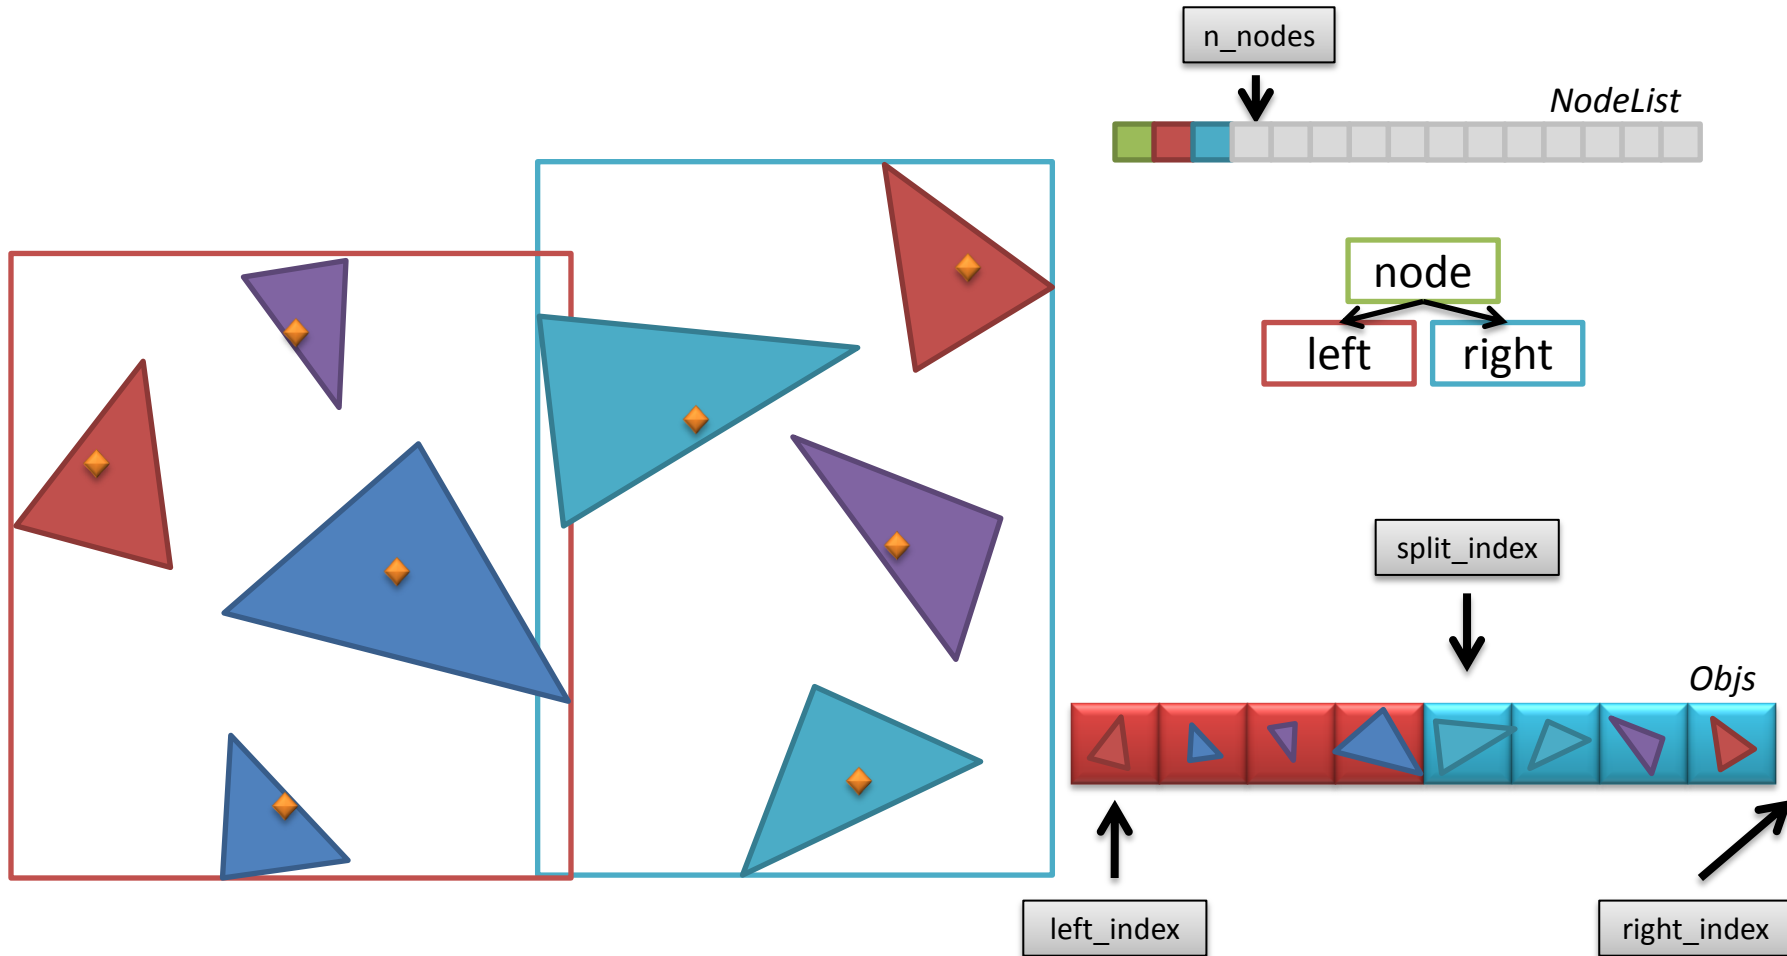 n_nodes
NodeList
node
left
right
split_index
Objs
left_index
right_index